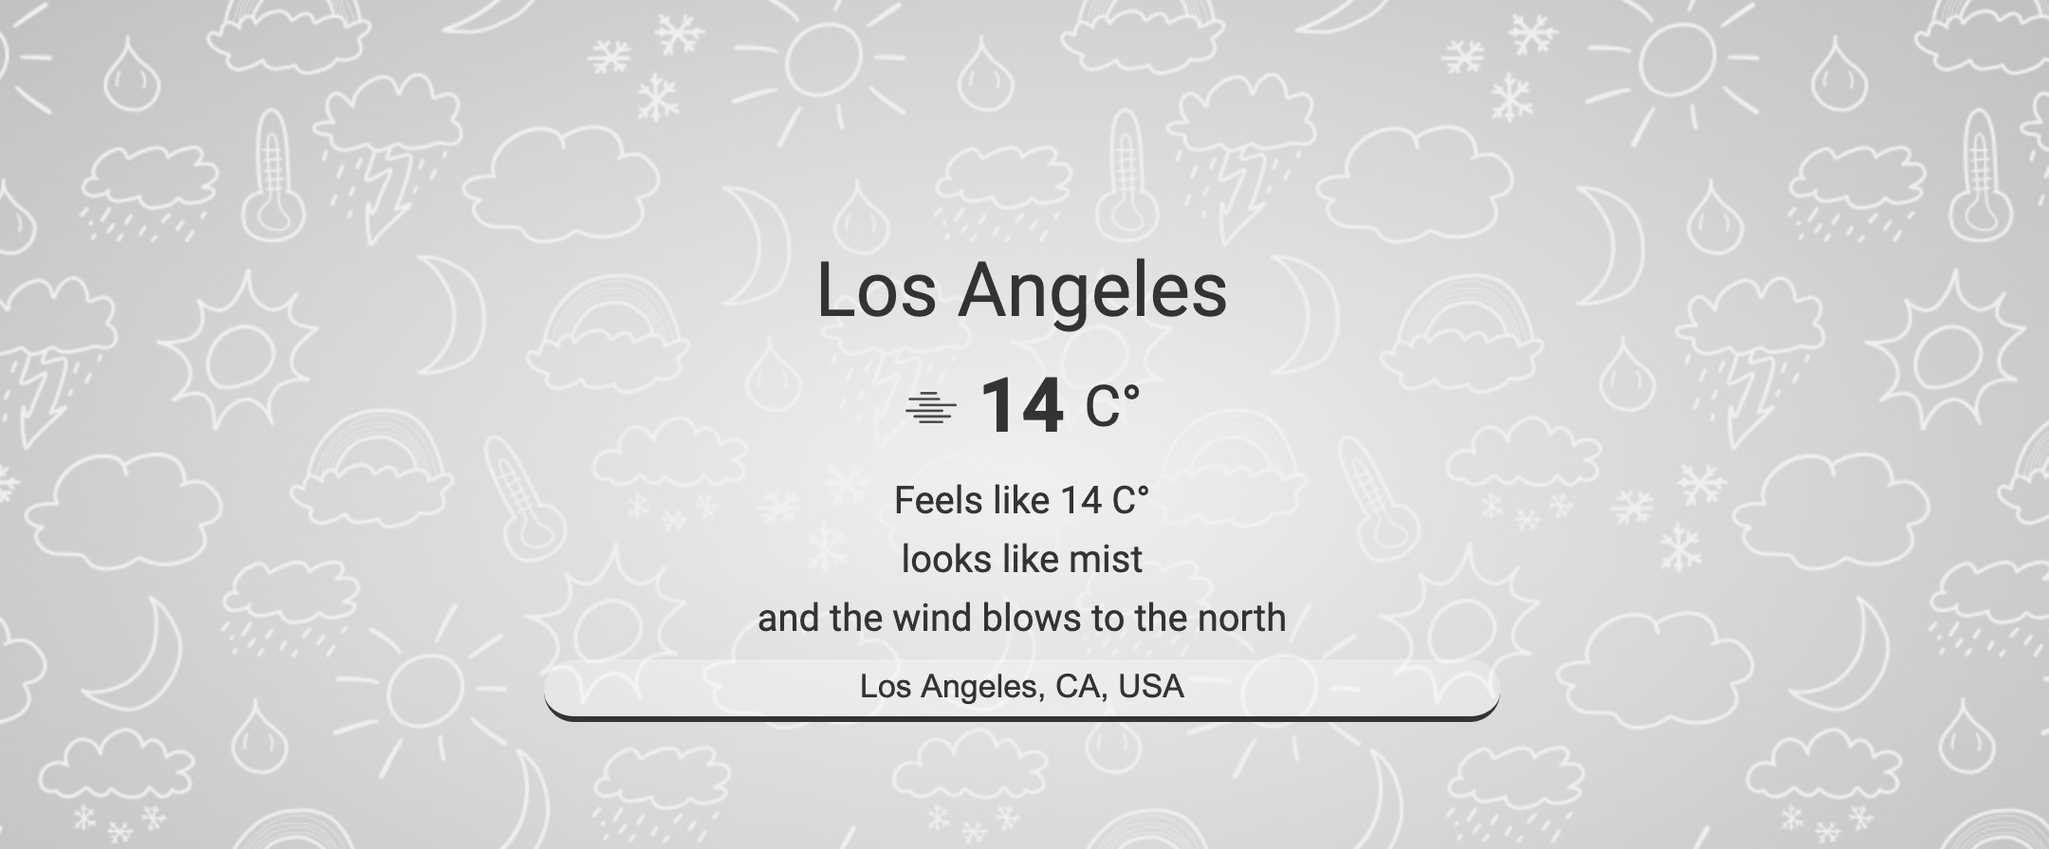 Los Angeles
14 C°
Feels like 14 C°
looks like mist
and the wind blows to the north
Los Angeles, CA, USA